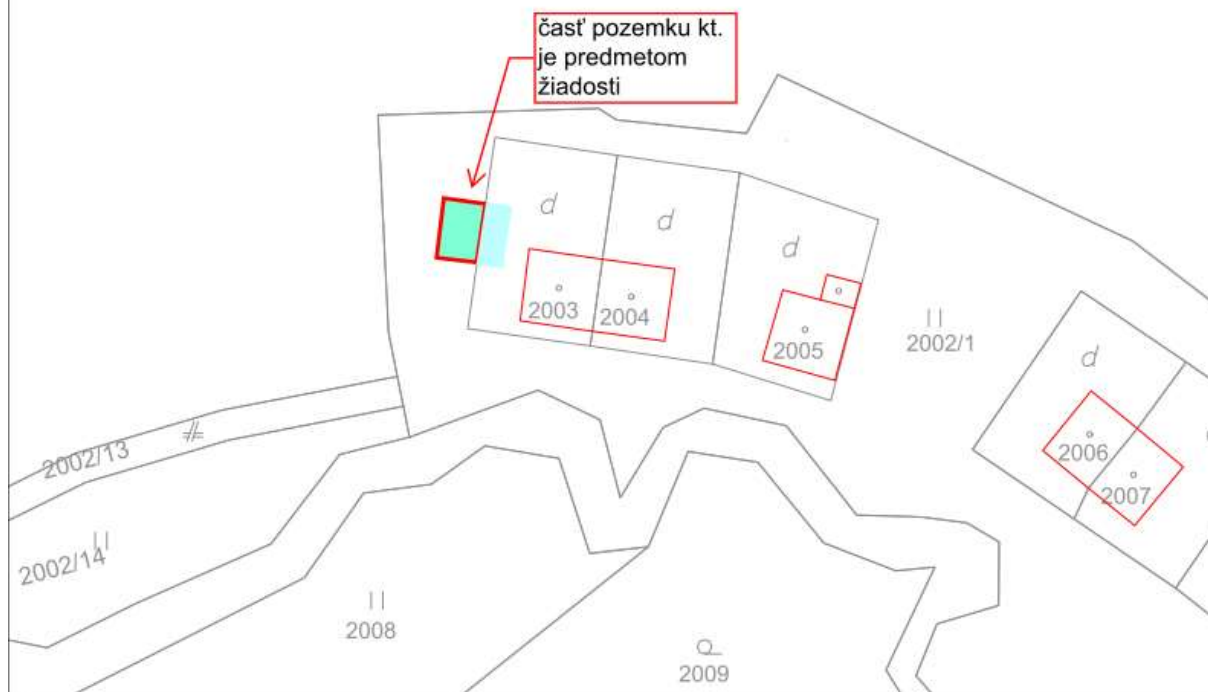 časť pozemku kt.
je predmetom
žiadosti
d
d
d
2003
2004
2005
2002/1
d
2006
2007
2002/13
2002/14
2008
2009